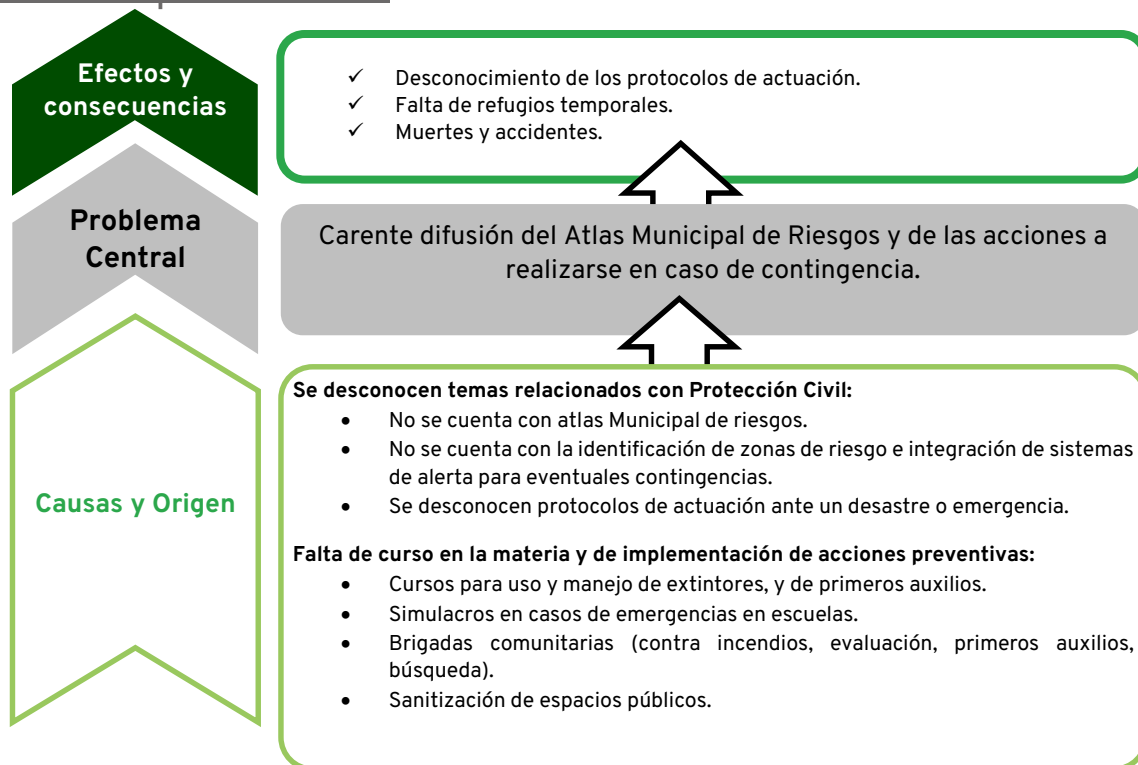 Efectos y
consecuencias
✓ Desconocimiento de los protocolos de actuación.
✓ Falta de refugios temporales.
✓ Muertes y accidentes.
Problema
Central
Carente difusión del Atlas Municipal de Riesgos y de las acciones a
realizarse en caso de contingencia.
Causas y Origen
Se desconocen temas relacionados con Protección Civil:
• No se cuenta con atlas Municipal de riesgos.
• No se cuenta con la identificación de zonas de riesgo e integración de sistemas
de alerta para eventuales contingencias.
• Se desconocen protocolos de actuación ante un desastre o emergencia.
Falta de curso en la materia y de implementación de acciones preventivas:
• Cursos para uso y manejo de extintores, y de primeros auxilios.
• Simulacros en casos de emergencias en escuelas.
• Brigadas comunitarias (contra incendios, evaluación, primeros auxilios,
búsqueda).
• Sanitización de espacios públicos.